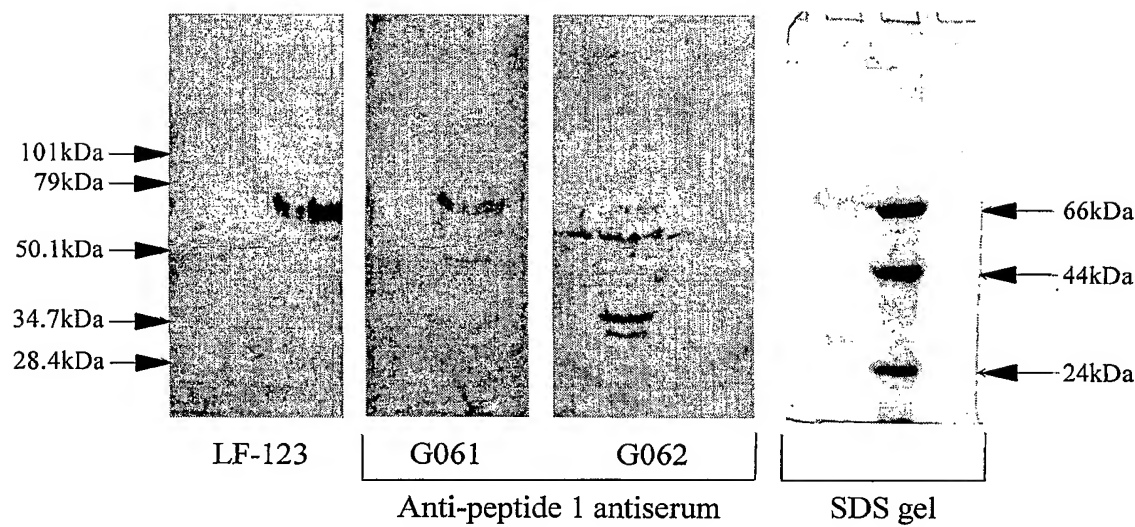 101kDa
79kDa
50.1kDa
34.7kDa
28.4kDa
66kDa
44kDa
24kDa
LF-123
G061
G062
Anti-peptide 1 antiserum
SDS gel